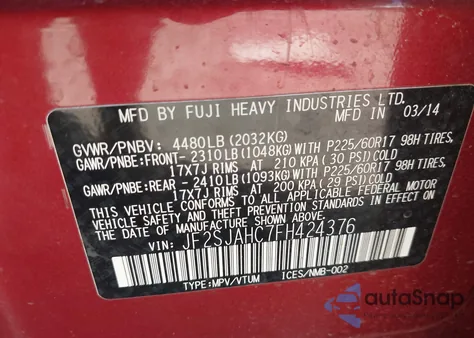 MFD BY FUJI HEAVY INDUSTRIES LTD. 03/14
GVWR/PNBV: 4480LB (2032KG)
GAWR/PNBE:FRONT- 2310LB (1048KG)WITH P225/60R17 98H TIRES,
17X7J RIMS AT 210 KPA (30 PSI)COLD
GAWR/PNBE:REAR -2410LB (1093KG)WITH P225/60R17 98H TIRES,
17X7J RIMS AT 200 KPA (29 PSI)COLD
THIS VEHICLE CONFORMS TO ALL APPLICABLE FEDERAL MOTOR
VEHICLE SAFETY AND THEFT PREVENTION STANDARDS IN EFFECT ON
THE DATE OF MANUFACTURE SHOWN ABOVE.
VIN: JF2SJAHC7FH424376
TYPE:MPV/VTUM ICES/NMB-002
autoSnap